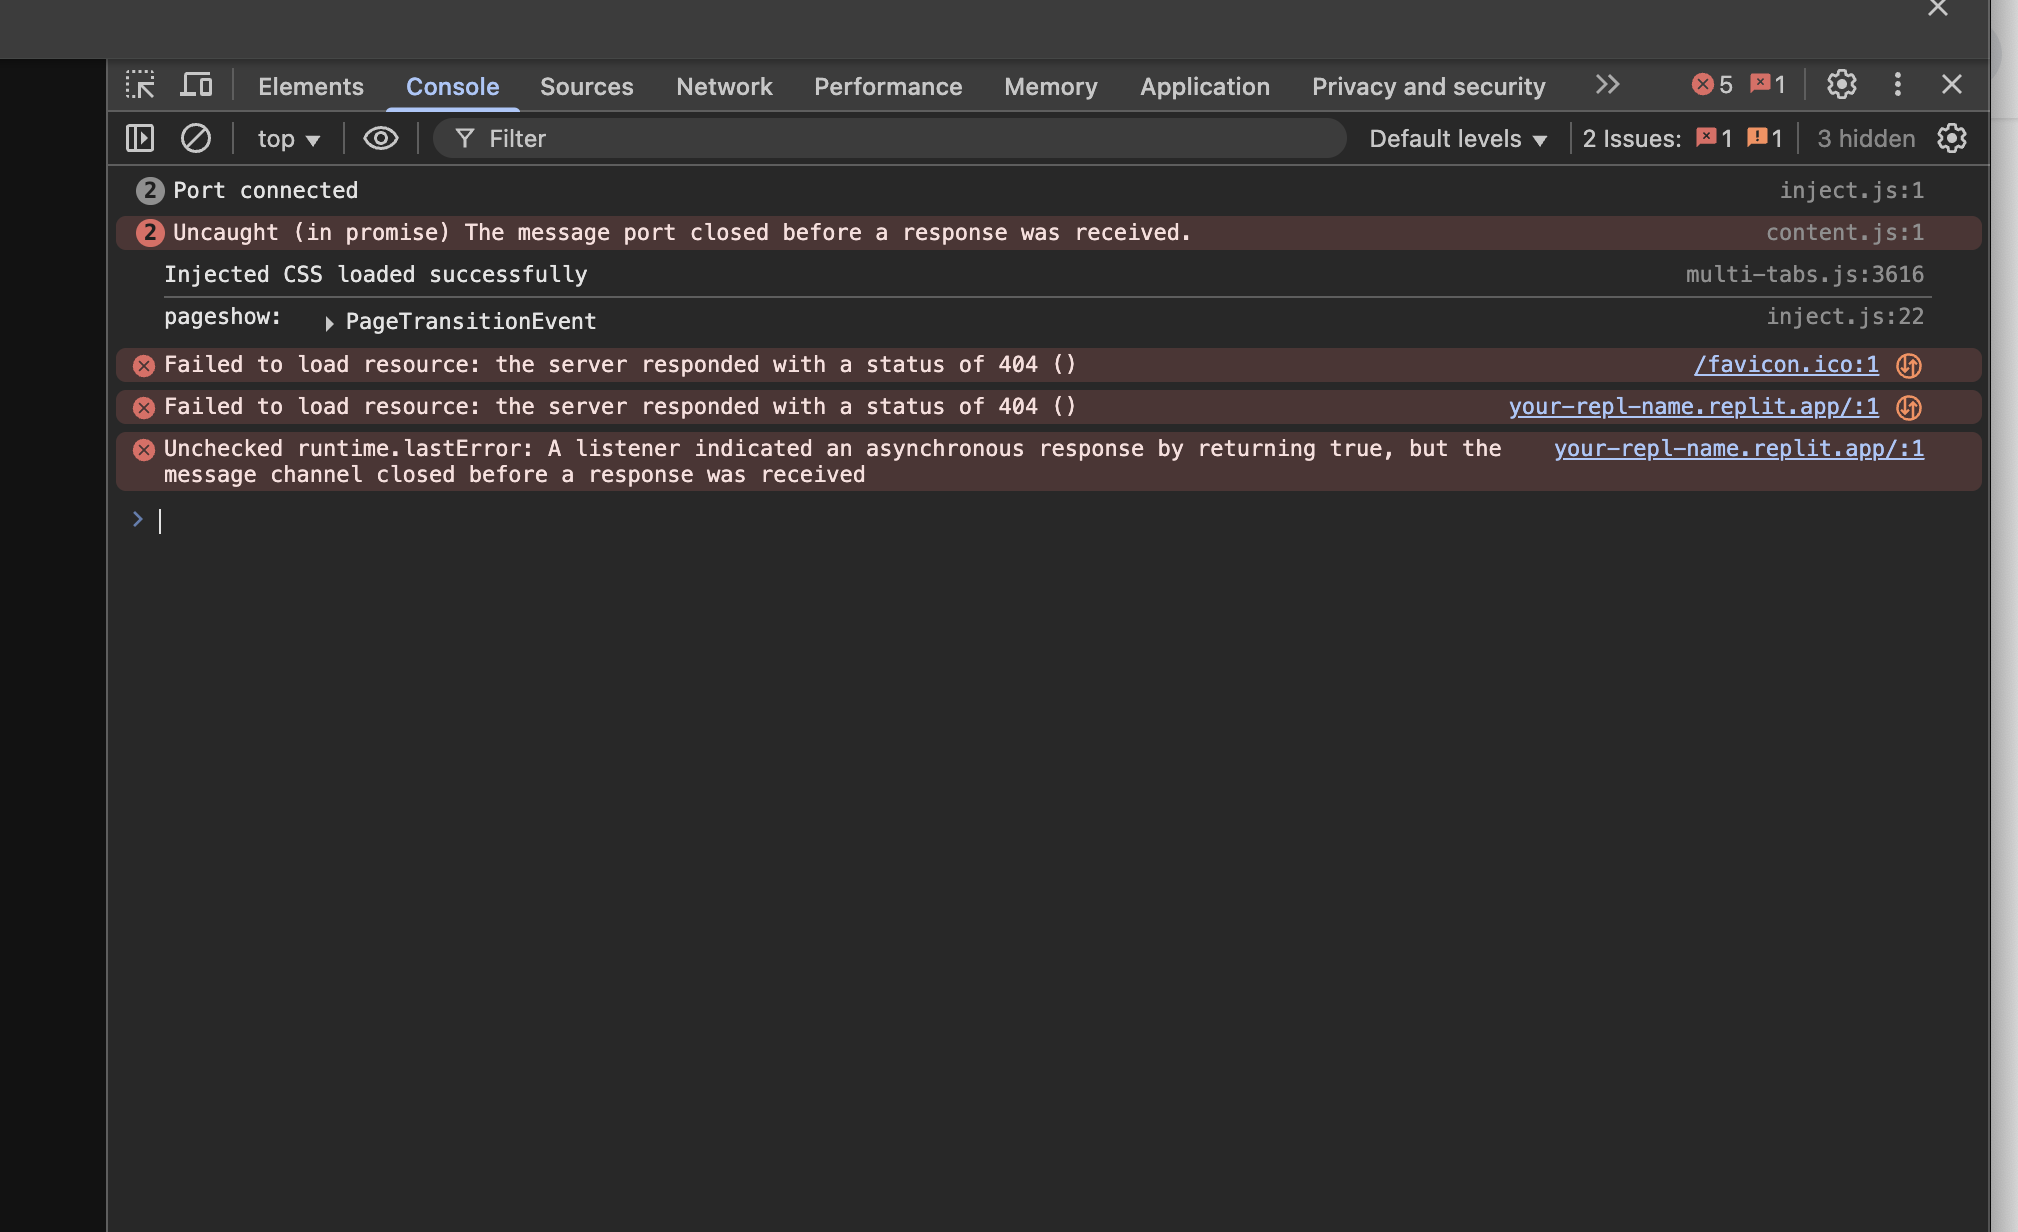 Elements Console Sources Network Performance Memory Application Privacy and security 5 1
top Filter Default levels 2 Issues: 1 1 3 hidden
2 Port connected inject.js:1
2 Uncaught (in promise) The message port closed before a response was received. content.js:1
Injected CSS loaded successfully multi-tabs.js:3616
pageshow: PageTransitionEvent inject.js:22
Failed to load resource: the server responded with a status of 404 () /favicon.ico:1
Failed to load resource: the server responded with a status of 404 () your-repl-name.replit.app/:1
Unchecked runtime.lastError: A listener indicated an asynchronous response by returning true, but the your-repl-name.replit.app/:1
message channel closed before a response was received